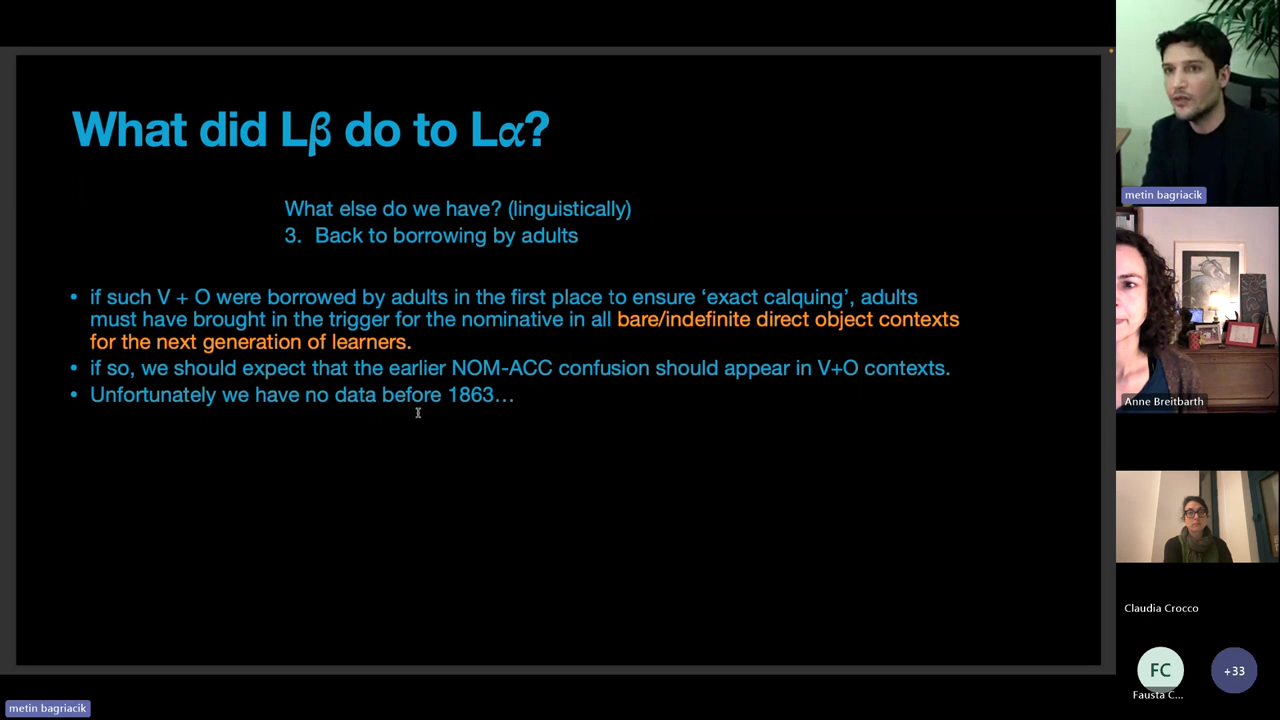 What did Lβ do to Lα?
What else do we have? (linguistically)
3. Back to borrowing by adults
• if such V + O were borrowed by adults in the first place to ensure ‘exact calquing’, adults
must have brought in the trigger for the nominative in all bare/indefinite direct object contexts
for the next generation of learners.
• if so, we should expect that the earlier NOM-ACC confusion should appear in V+O contexts.
• Unfortunately we have no data before 1863…
metin bagriacik
Anne Breitbarth
Claudia Crocco
FC
+33
Fausta C...
metin bagriacik